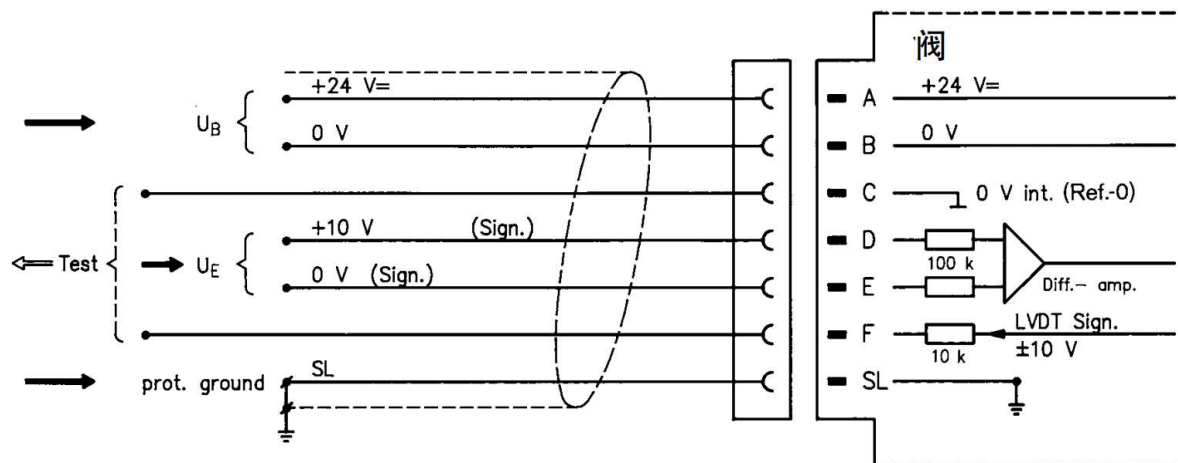 阀
+24 V=
A
+24 V=
U_B
0 V
B
0 V
C
0 V int. (Ref.-0)
+10 V
(Sign.)
D
100 k
Test
U_E
0 V (Sign.)
E
Diff.- amp.
F
LVDT Sign.
10 k
±10 V
prot. ground
SL
SL